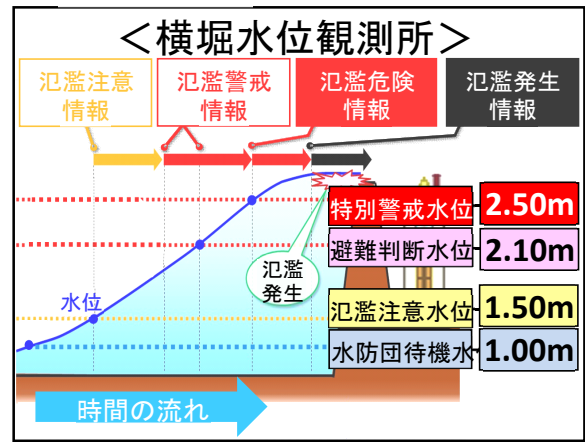 ＜横堀水位観測所＞
氾濫注意
情報
氾濫警戒
情報
氾濫危険
情報
氾濫発生
情報
特別警戒水位
2.50m
避難判断水位
2.10m
氾濫
発生
水位
氾濫注意水位
1.50m
水防団待機水
1.00m
時間の流れ